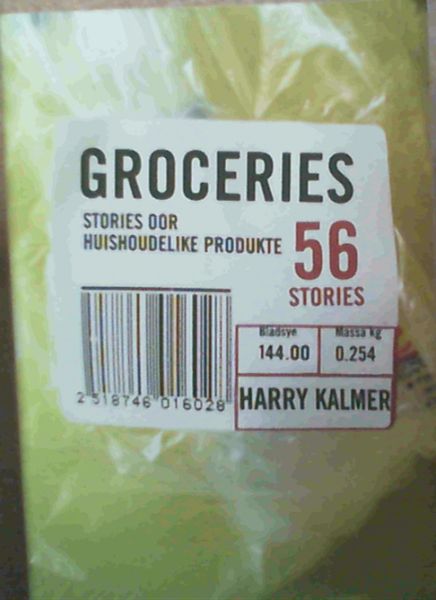 GROCERIES
STORIES OOR
HUISHOUDELIKE PRODUKTE
56
STORIES
Bladsye Massa kg
144.00 0.254
2 518746 016028
HARRY KALMER